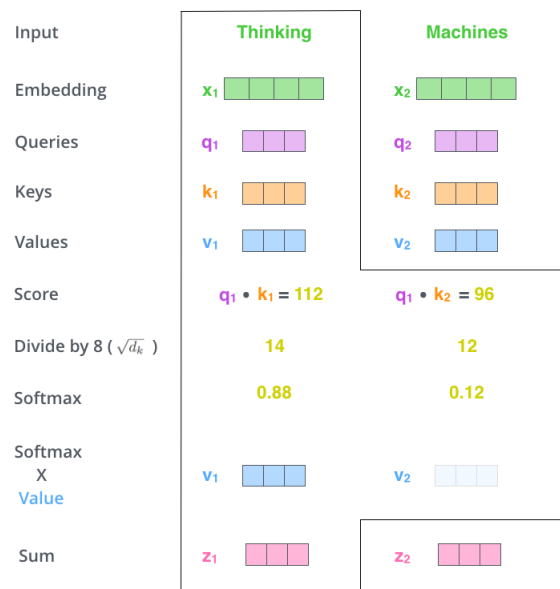 Input Thinking Machines
Embedding x₁ x₂
Queries q₁ q₂
Keys k₁ k₂
Values v₁ v₂
Score q₁ • k₁ = 112 q₁ • k₂ = 96
Divide by 8 ( √dₖ ) 14 12
Softmax 0.88 0.12
Softmax
X
Value v₁ v₂
Sum z₁ z₂